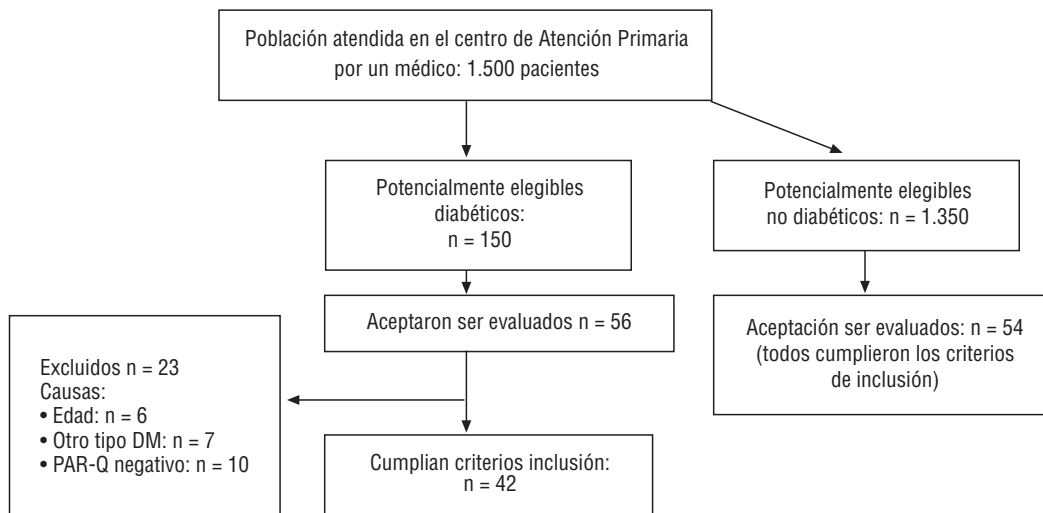 Población atendida en el centro de Atención Primaria
por un médico: 1.500 pacientes
Potencialmente elegibles
diabéticos:
n = 150
Potencialmente elegibles
no diabéticos: n = 1.350
Aceptaron ser evaluados n = 56
Aceptación ser evaluados: n = 54
(todos cumplieron los criterios
de inclusión)
Excluidos n = 23
Causas:
• Edad: n = 6
• Otro tipo DM: n = 7
• PAR-Q negativo: n = 10
Cumplian criterios inclusión:
n = 42